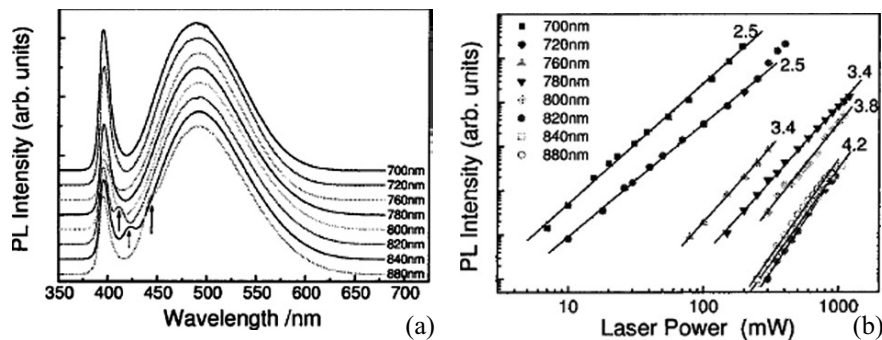 PL Intensity (arb. units)
700nm
720nm
760nm
780nm
800nm
820nm
840nm
880nm
350 400 450 500 550 600 650 700
Wavelength /nm
(a)
PL Intensity (arb. units)
700nm
720nm
760nm
780nm
800nm
820nm
840nm
880nm
2.5
2.5
3.4
3.4
3.8
4.2
10 100 1000
Laser Power (mW)
(b)